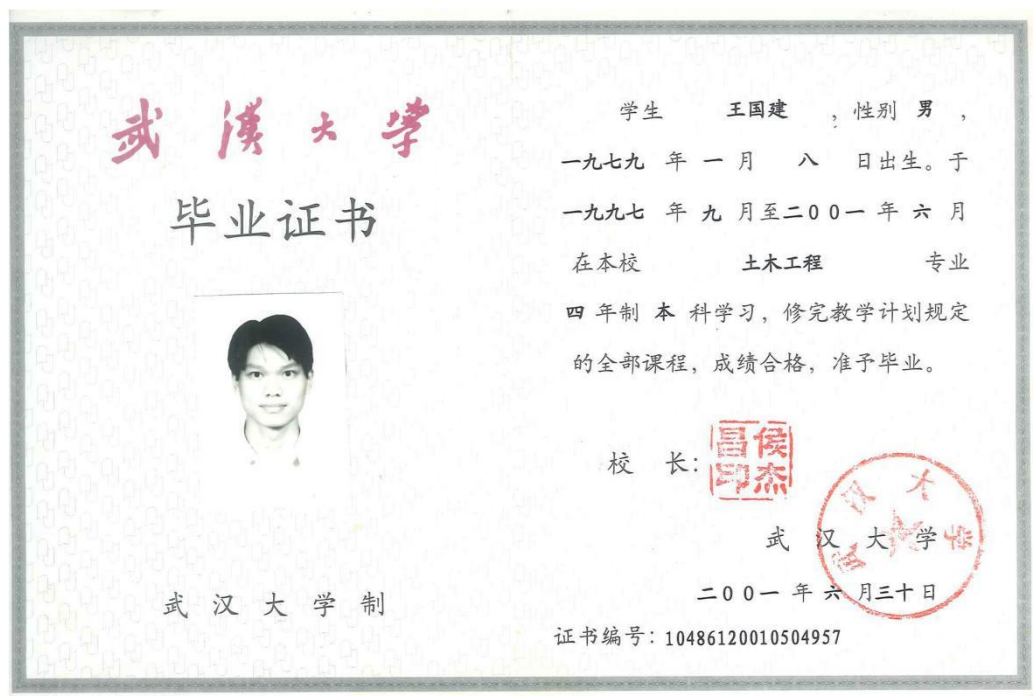 武漢大學
毕业证书
武汉大学制
学生 王国建 ，性别 男 ，
一九七九 年 一 月 八 日出生。于
一九九七 年 九 月至二00一 年 六 月
在本校 土木工程 专业
四 年制 本 科学习，修完教学计划规定
的全部课程，成绩合格，准予毕业。
校 长：
侯杰昌印
武汉大学
武汉大学
二00一 年 六 月三十日
证书编号：10486120010504957